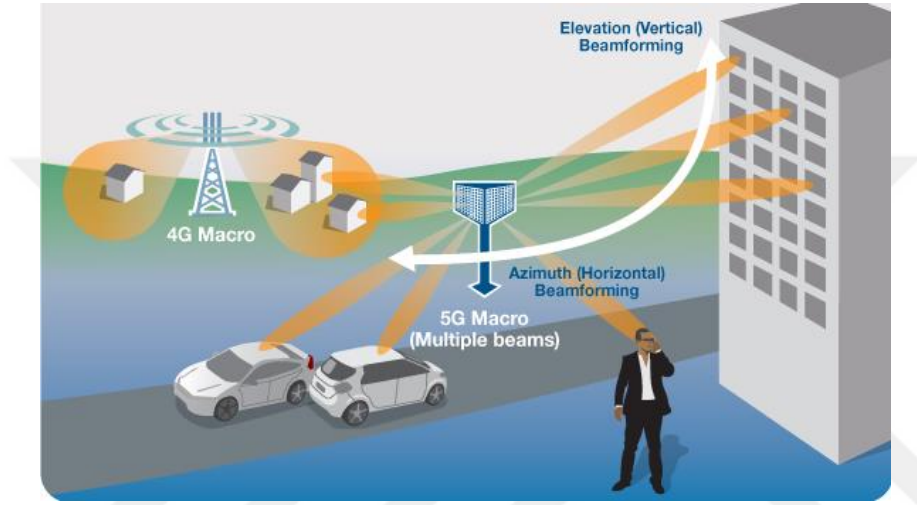 Elevation (Vertical)
Beamforming
4G Macro
Azimuth (Horizontal)
Beamforming
5G Macro
(Multiple beams)